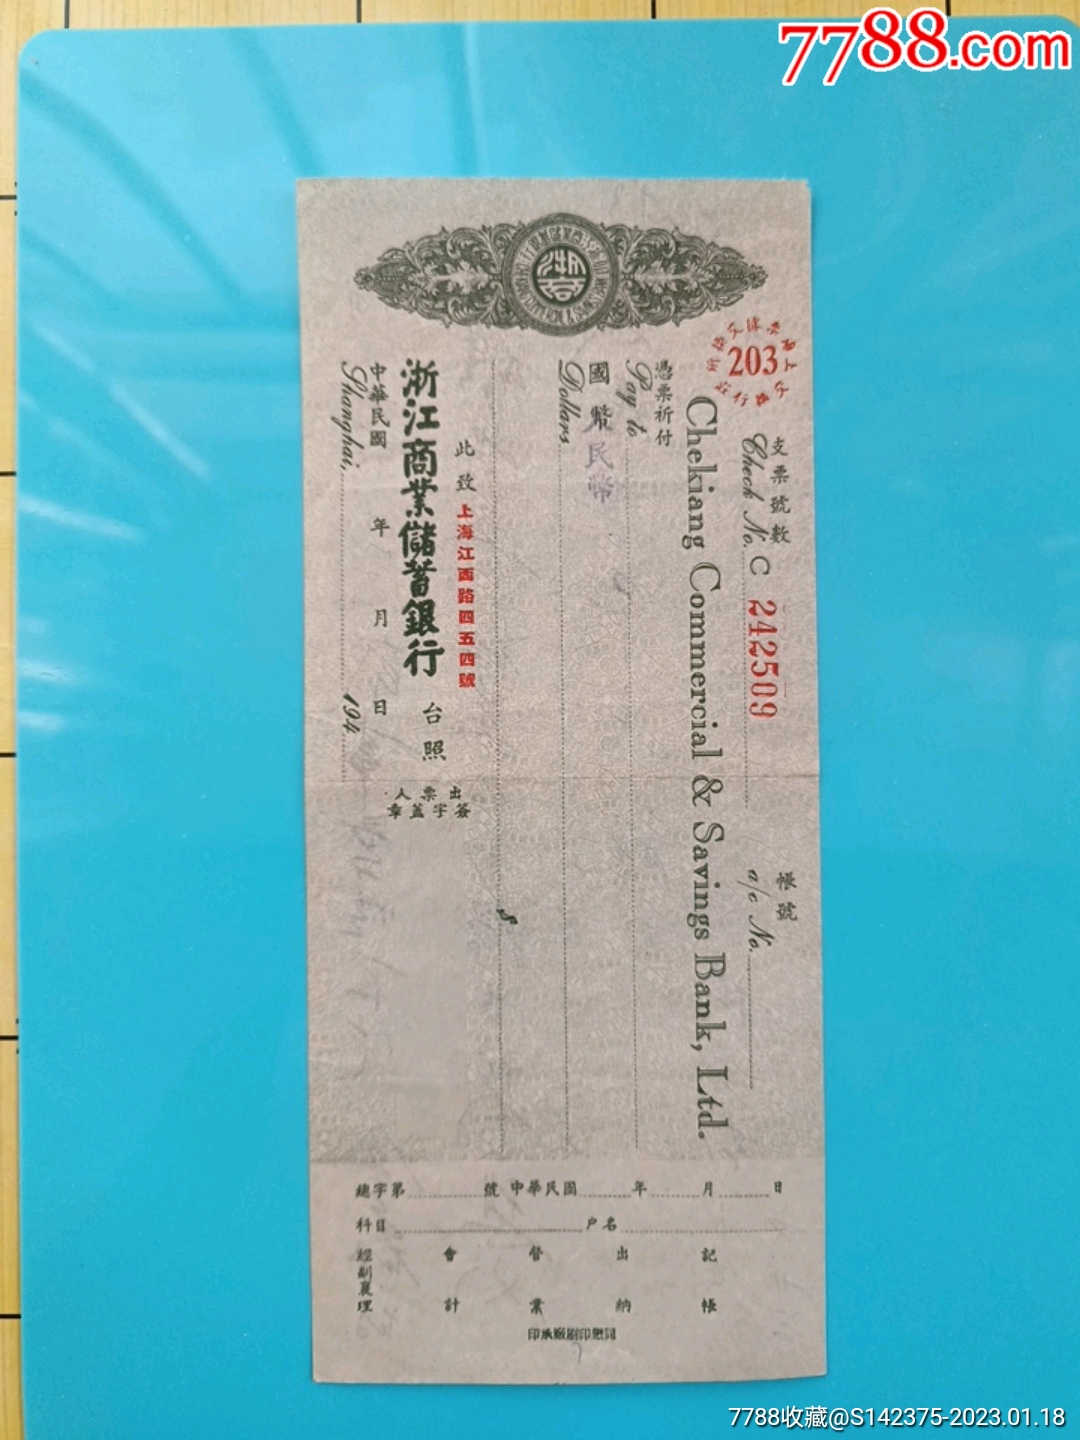 7788.com
203
支票號數
Check No. C 242509
帳號
a/c No.
Chekiang Commercial & Savings Bank, Ltd.
憑票祈付
Pay to
國幣
人民幣
Dollars
$
此致
上海江西路四五四號
浙江商業儲蓄銀行
台照
中華民國 年 月 日
Shanghai, 194
出票人
簽字蓋章
總字第 號 中華民國 年 月 日
科目 户名
經副襄理 會計 營業 出納 記帳
7788收藏@S142375-2023.01.18